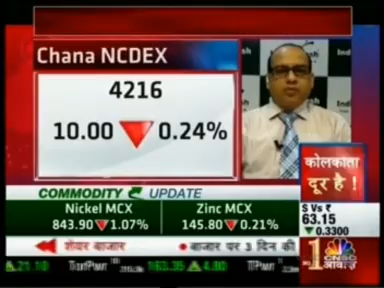 Chana NCDEX
4216
10.00 ▼ 0.24%
कोलकाता
दूर है !
COMMODITY UPDATE
Nickel MCX
843.90 ▼ 1.07%
Zinc MCX
145.80 ▼ 0.21%
$ Vs ₹
63.15
▼ 0.3300
शेयर बाजार
बाजार पर 3 दिन की
CNBC
आवाज़